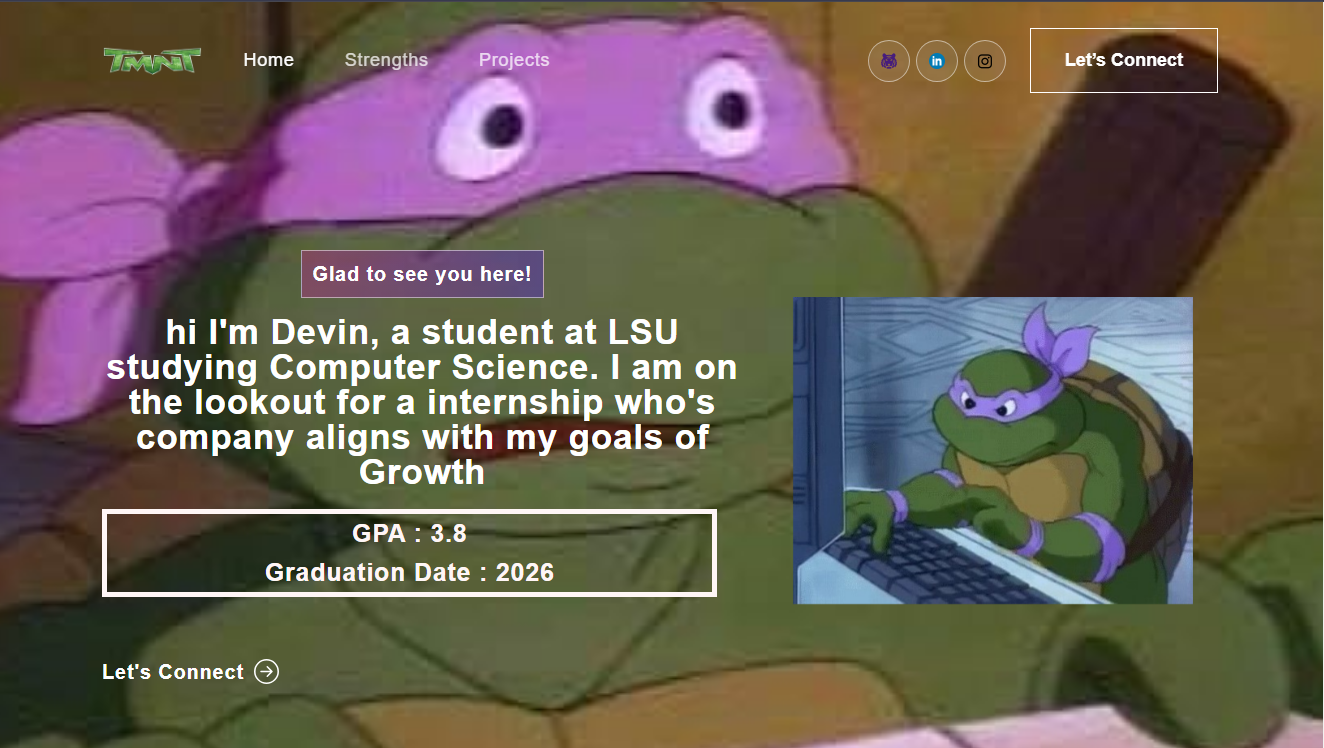 TMNT
Home
Strengths
Projects
in
Let’s Connect
Glad to see you here!
hi I'm Devin, a student at LSU
studying Computer Science. I am on
the lookout for a internship who's
company aligns with my goals of
Growth
GPA : 3.8
Graduation Date : 2026
Let's Connect